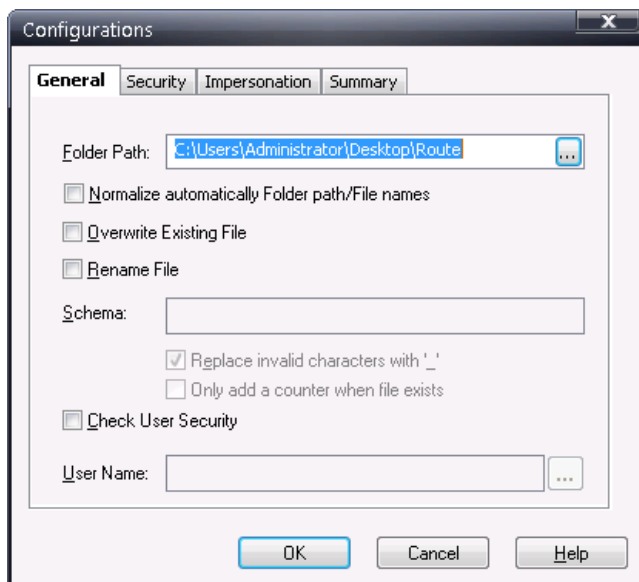 Configurations
General Security Impersonation Summary
Folder Path: C:\Users\Administrator\Desktop\Route ...
Normalize automatically Folder path/File names
Overwrite Existing File
Rename File
Schema:
Replace invalid characters with '_'
Only add a counter when file exists
Check User Security
User Name: ...
OK Cancel Help